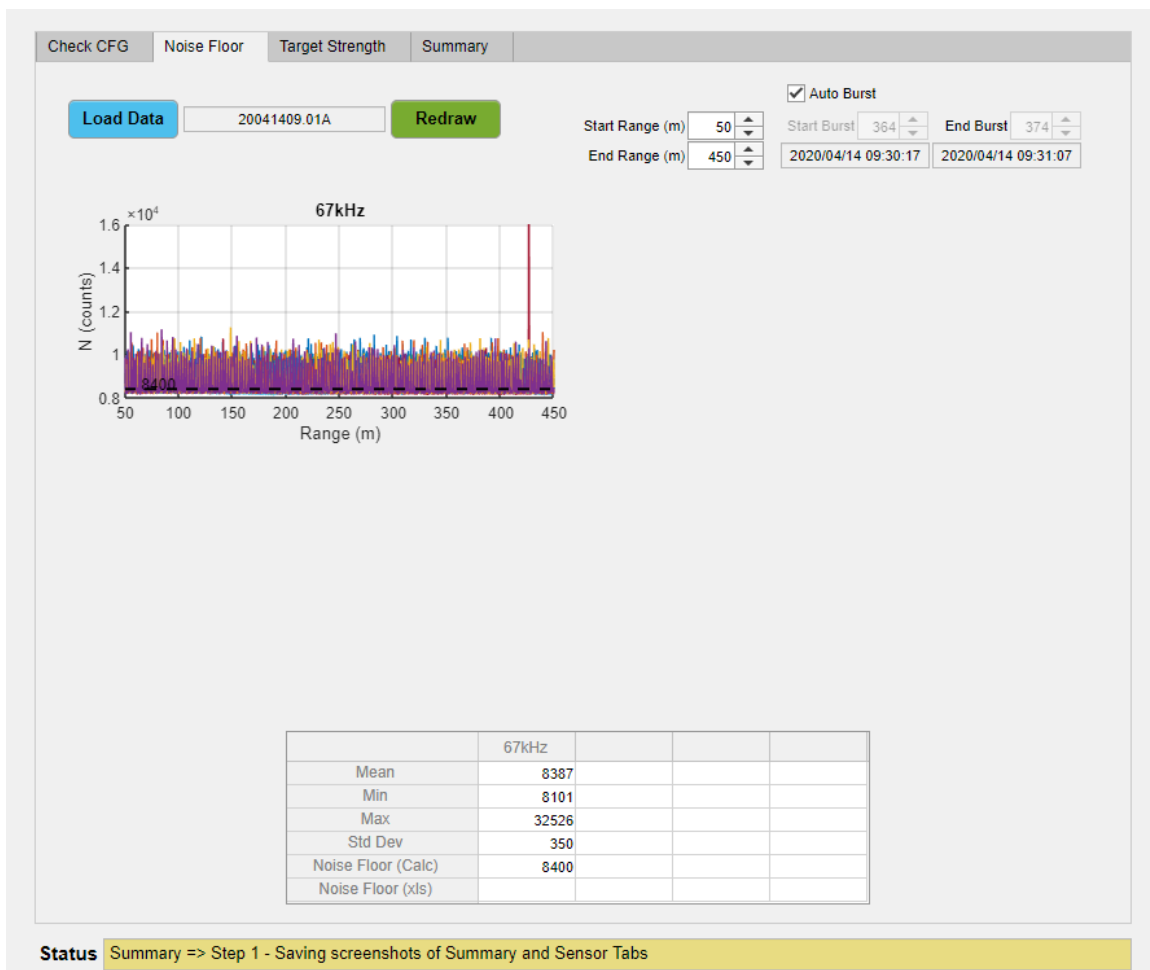 Check CFG Noise Floor Target Strength Summary
Auto Burst
Load Data 20041409.01A Redraw
Start Range (m) 50 Start Burst 364 End Burst 374
End Range (m) 450 2020/04/14 09:30:17 2020/04/14 09:31:07
67kHz
×10⁴
1.6
1.4
1.2
1
0.8
N (counts)
8400
50 100 150 200 250 300 350 400 450
Range (m)
67kHz
Mean 8387
Min 8101
Max 32526
Std Dev 350
Noise Floor (Calc) 8400
Noise Floor (xls)
Status Summary => Step 1 - Saving screenshots of Summary and Sensor Tabs